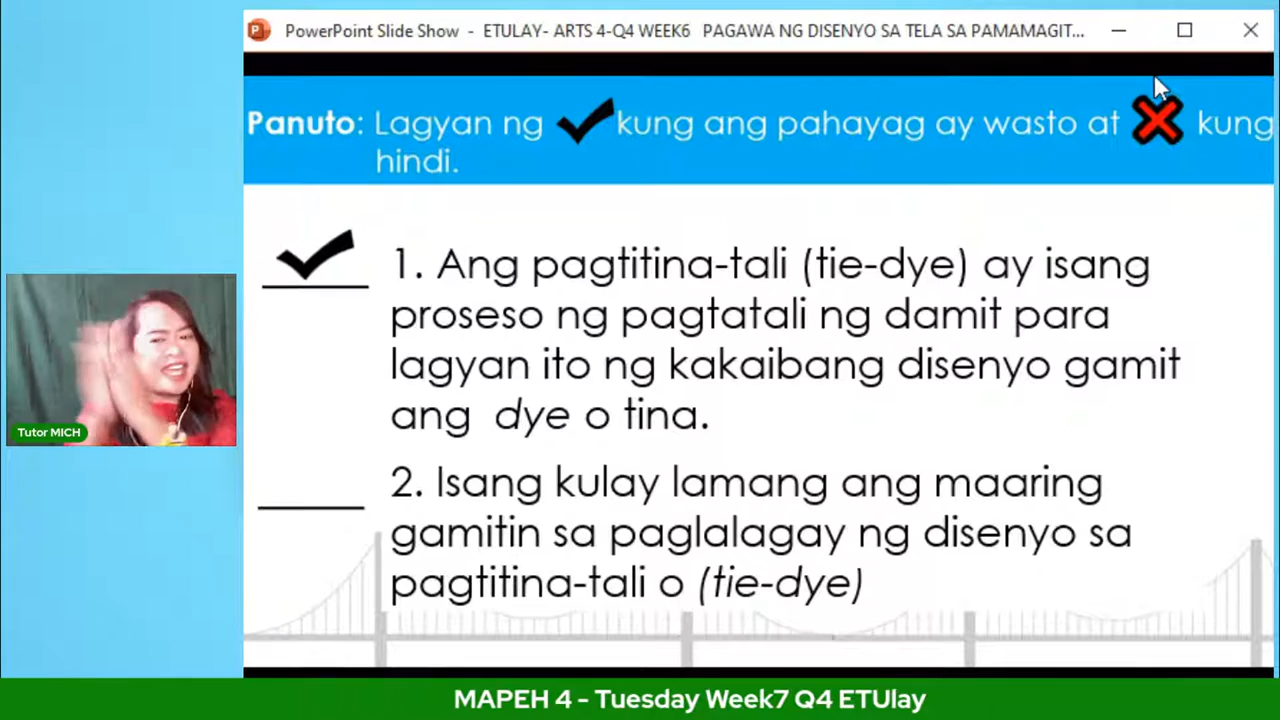 PowerPoint Slide Show - ETULAY- ARTS 4-Q4 WEEK6 PAGAWA NG DISENYO SA TELA SA PAMAMAGIT...
Panuto: Lagyan ng ✔ kung ang pahayag ay wasto at ❌ kung
hindi.
1. Ang pagtitina-tali (tie-dye) ay isang
proseso ng pagtatali ng damit para
lagyan ito ng kakaibang disenyo gamit
ang dye o tina.
2. Isang kulay lamang ang maaring
gamitin sa paglalagay ng disenyo sa
pagtitina-tali o (tie-dye)
Tutor MICH
MAPEH 4 - Tuesday Week7 Q4 ETUlay